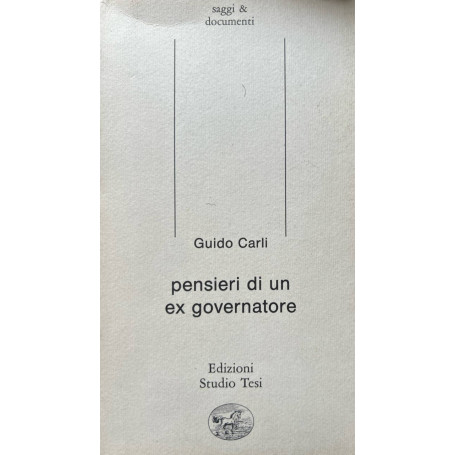 saggi &
documenti
Guido Carli
pensieri di un
ex governatore
Edizioni
Studio Tesi